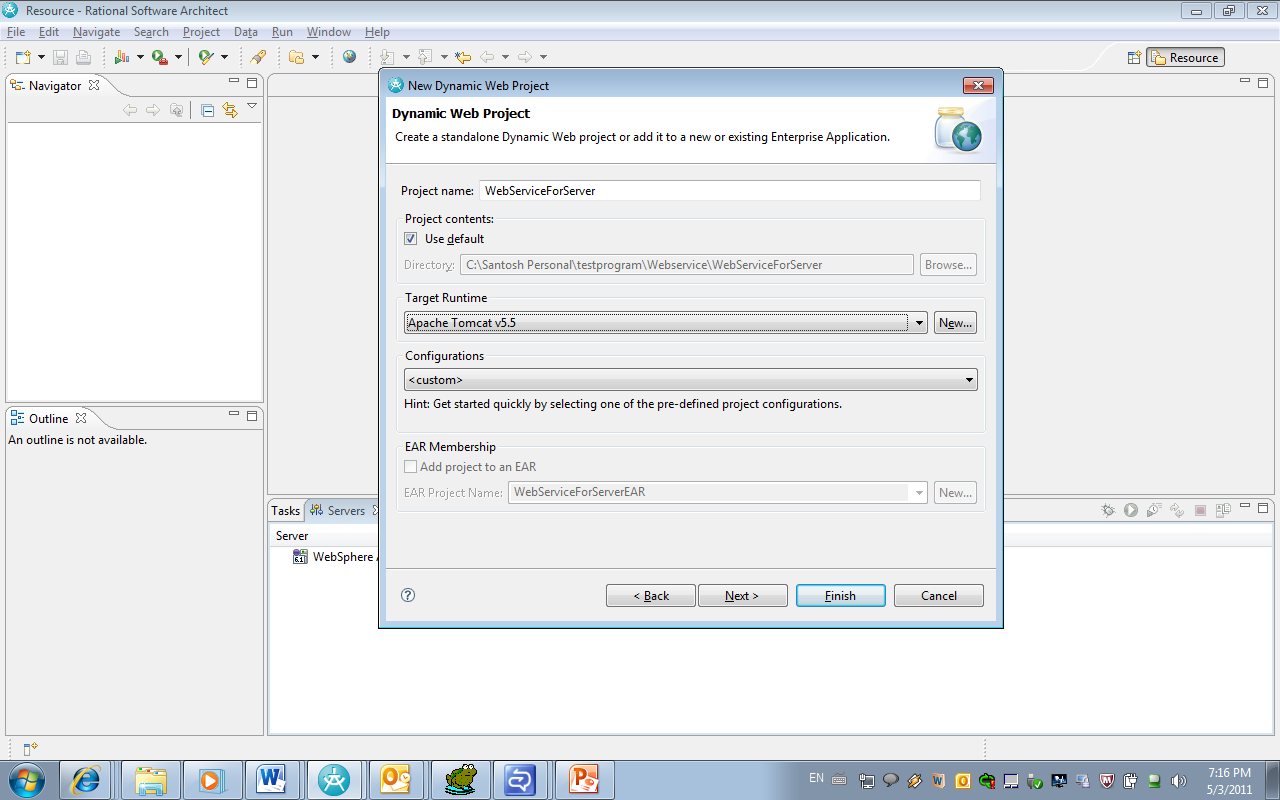 Resource - Rational Software Architect
File Edit Navigate Search Project Data Run Window Help
Resource
Navigator
New Dynamic Web Project
Dynamic Web Project
Create a standalone Dynamic Web project or add it to a new or existing Enterprise Application.
Project name: WebServiceForServer
Project contents:
Use default
Directory: C:\Santosh Personal\testprogram\Webservice\WebServiceForServer Browse...
Target Runtime
Apache Tomcat v5.5 New...
Configurations
<custom>
Hint: Get started quickly by selecting one of the pre-defined project configurations.
Outline
An outline is not available.
EAR Membership
Add project to an EAR
EAR Project Name: WebServiceForServerEAR New...
Tasks Servers
Server
6.1 WebSphere
< Back Next > Finish Cancel
EN
7:16 PM
5/3/2011